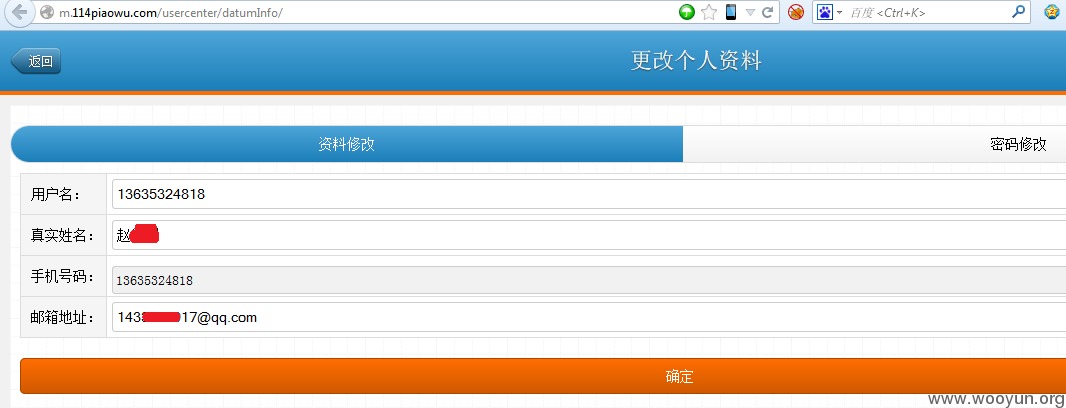 m.114piaowu.com/usercenter/datumInfo/
百度 <Ctrl+K>
返回
更改个人资料
资料修改
密码修改
用户名：
13635324818
真实姓名：
赵
手机号码：
13635324818
邮箱地址：
143 17@qq.com
确定
www.wooyun.org